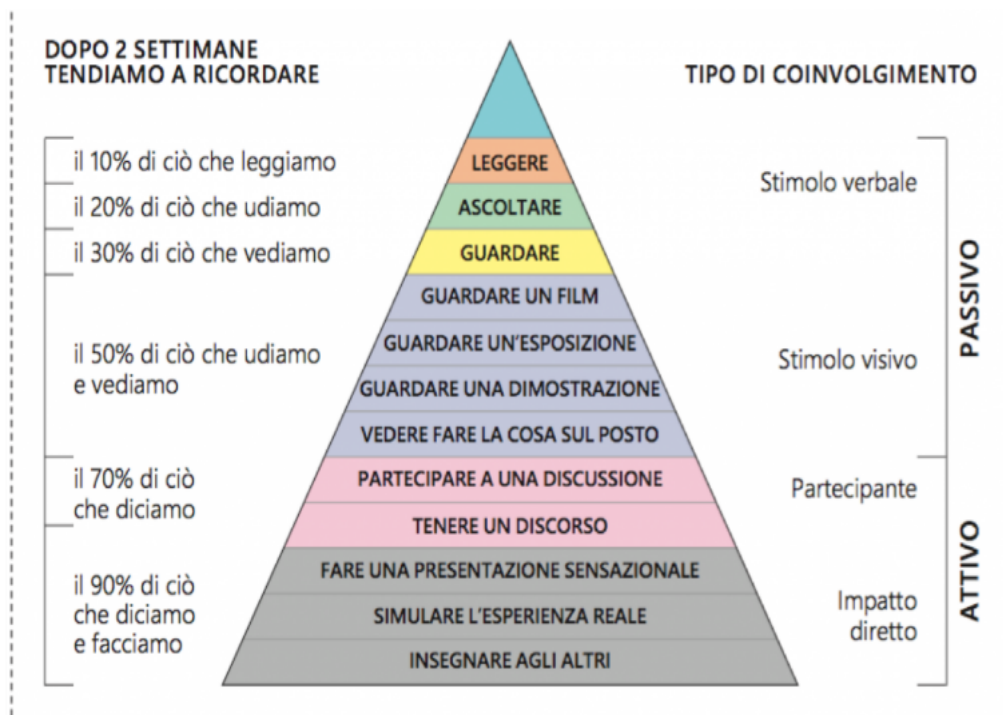 DOPO 2 SETTIMANE
TENDIAMO A RICORDARE
TIPO DI COINVOLGIMENTO
il 10% di ciò che leggiamo
LEGGERE
Stimolo verbale
il 20% di ciò che udiamo
ASCOLTARE
il 30% di ciò che vediamo
GUARDARE
PASSIVO
GUARDARE UN FILM
il 50% di ciò che udiamo
e vediamo
GUARDARE UN'ESPOSIZIONE
Stimolo visivo
GUARDARE UNA DIMOSTRAZIONE
VEDERE FARE LA COSA SUL POSTO
il 70% di ciò
che diciamo
PARTECIPARE A UNA DISCUSSIONE
Partecipante
TENERE UN DISCORSO
ATTIVO
il 90% di ciò
che diciamo
e facciamo
FARE UNA PRESENTAZIONE SENSAZIONALE
SIMULARE L'ESPERIENZA REALE
Impatto
diretto
INSEGNARE AGLI ALTRI